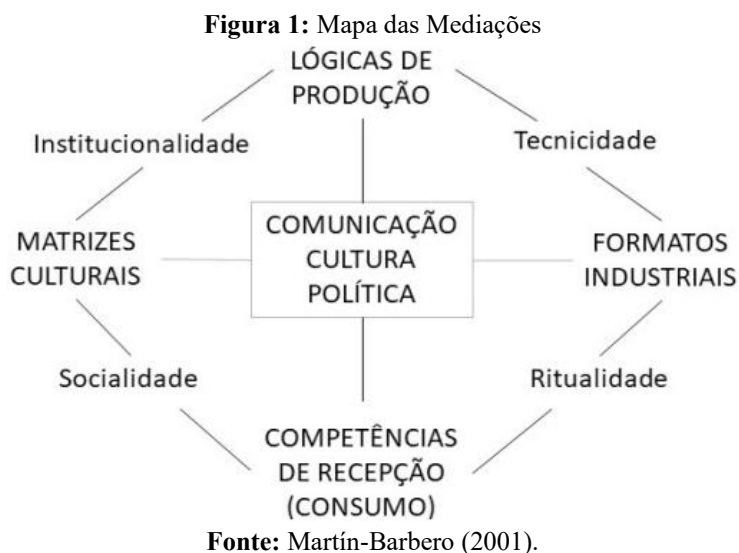 Figura 1: Mapa das Mediações
LÓGICAS DE
PRODUÇÃO
Institucionalidade
Tecnicidade
MATRIZES
CULTURAIS
COMUNICAÇÃO
CULTURA
POLÍTICA
FORMATOS
INDUSTRIAIS
Socialidade
Ritualidade
COMPETÊNCIAS
DE RECEPÇÃO
(CONSUMO)
Fonte: Martín-Barbero (2001).